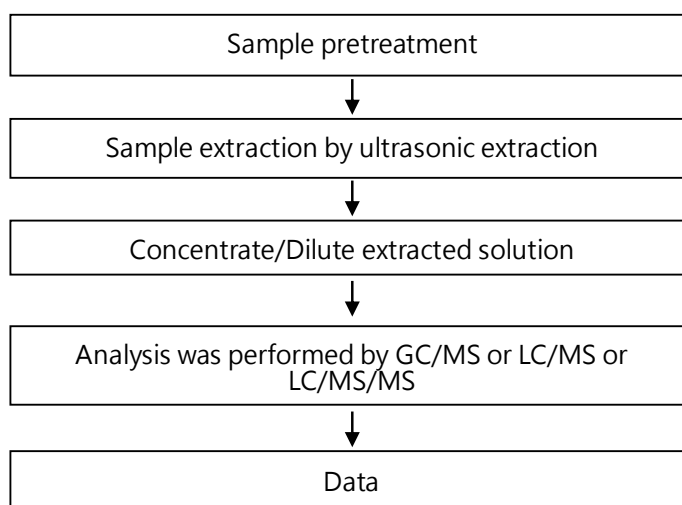 Sample pretreatment
Sample extraction by ultrasonic extraction
Concentrate/Dilute extracted solution
Analysis was performed by GC/MS or LC/MS or
LC/MS/MS
Data